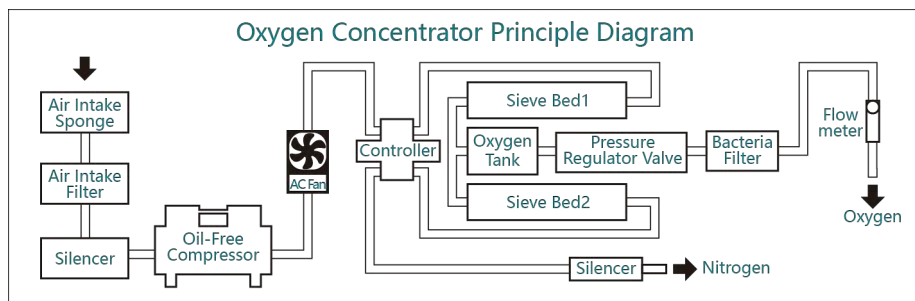 Oxygen Concentrator Principle Diagram
Air Intake
Sponge
Air Intake
Filter
Silencer
Oil-Free
Compressor
AC Fan
Controller
Sieve Bed1
Oxygen
Tank
Pressure
Regulator Valve
Bacteria
Filter
Sieve Bed2
Flow
meter
Oxygen
Silencer
Nitrogen